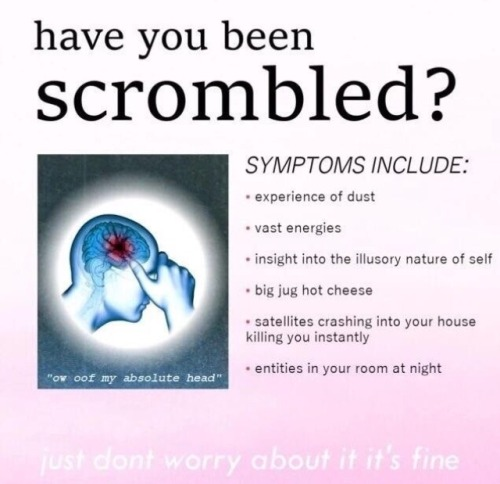 have you been
scrombled?
SYMPTOMS INCLUDE:
• experience of dust
• vast energies
• insight into the illusory nature of self
• big jug hot cheese
• satellites crashing into your house
killing you instantly
• entities in your room at night
"ow oof my absolute head"
just dont worry about it it's fine